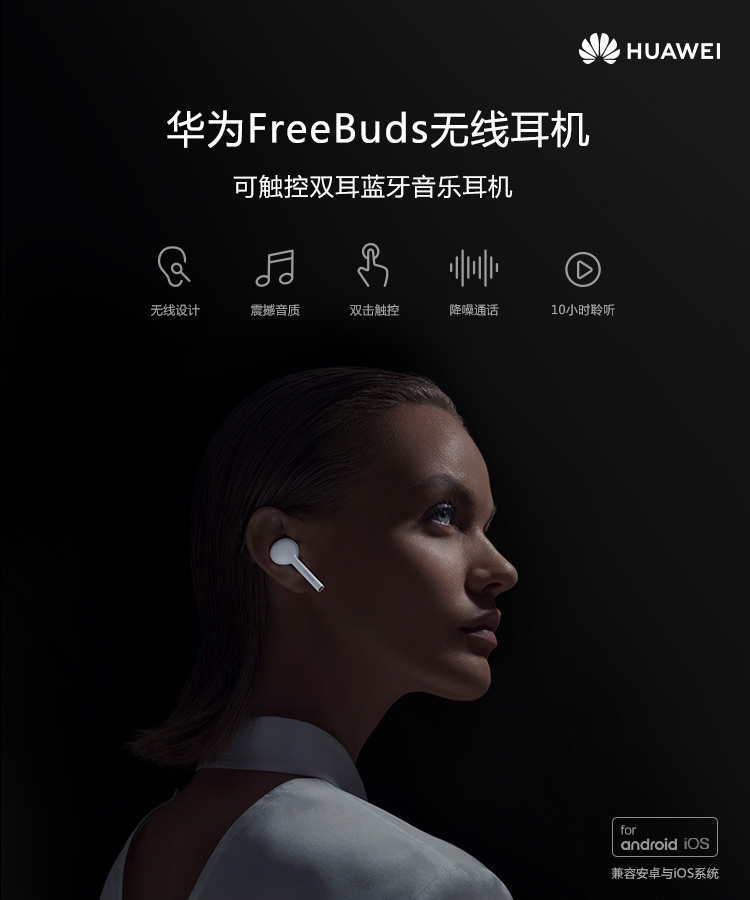 HUAWEI
华为FreeBuds无线耳机
可触控双耳蓝牙音乐耳机
无线设计 震撼音质 双击触控 降噪通话 10小时聆听
for
android iOS
兼容安卓与iOS系统